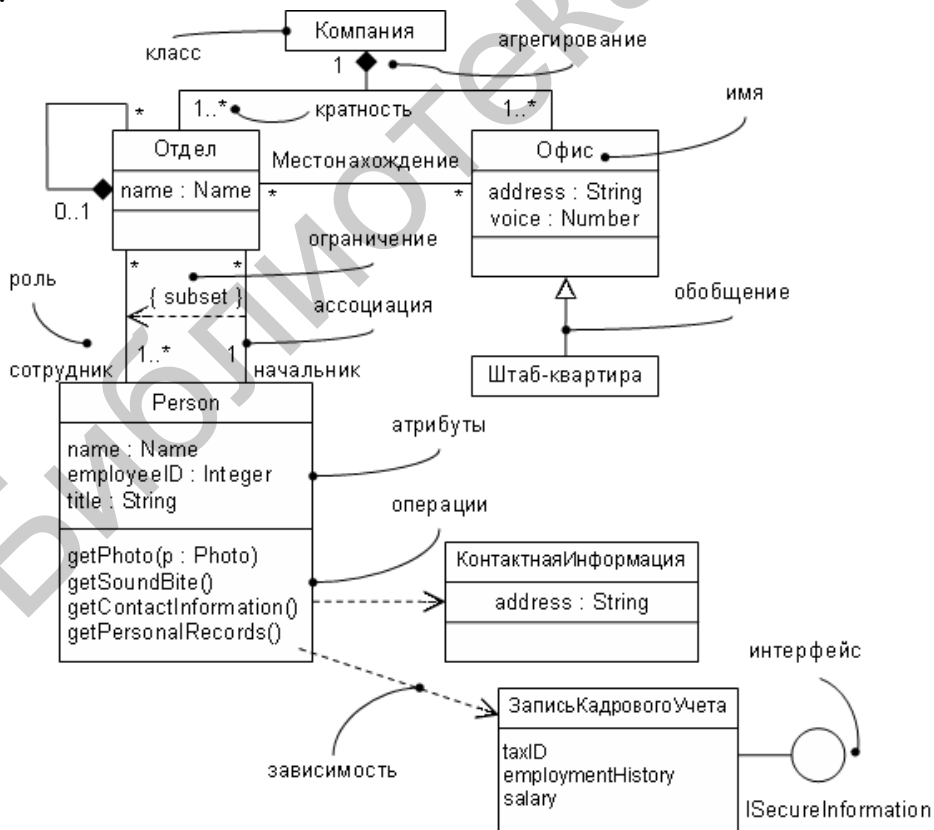 Компания
класс
агрегирование
1
имя
*
1..*
кратность
1..*
Отдел
Местонахождение
Офис
name : Name
*
*
address : String
voice : Number
0..1
ограничение
*
*
роль
{ subset }
ассоциация
обобщение
1..*
1
сотрудник
начальник
Штаб-квартира
Person
атрибуты
name : Name
employeeID : Integer
title : String
операции
getPhoto(p : Photo)
getSoundBite()
getContactInformation()
getPersonalRecords()
КонтактнаяИнформация
address : String
интерфейс
ЗаписьКадровогоУчета
зависимость
taxID
employmentHistory
salary
ISecureInformation
Библиотек